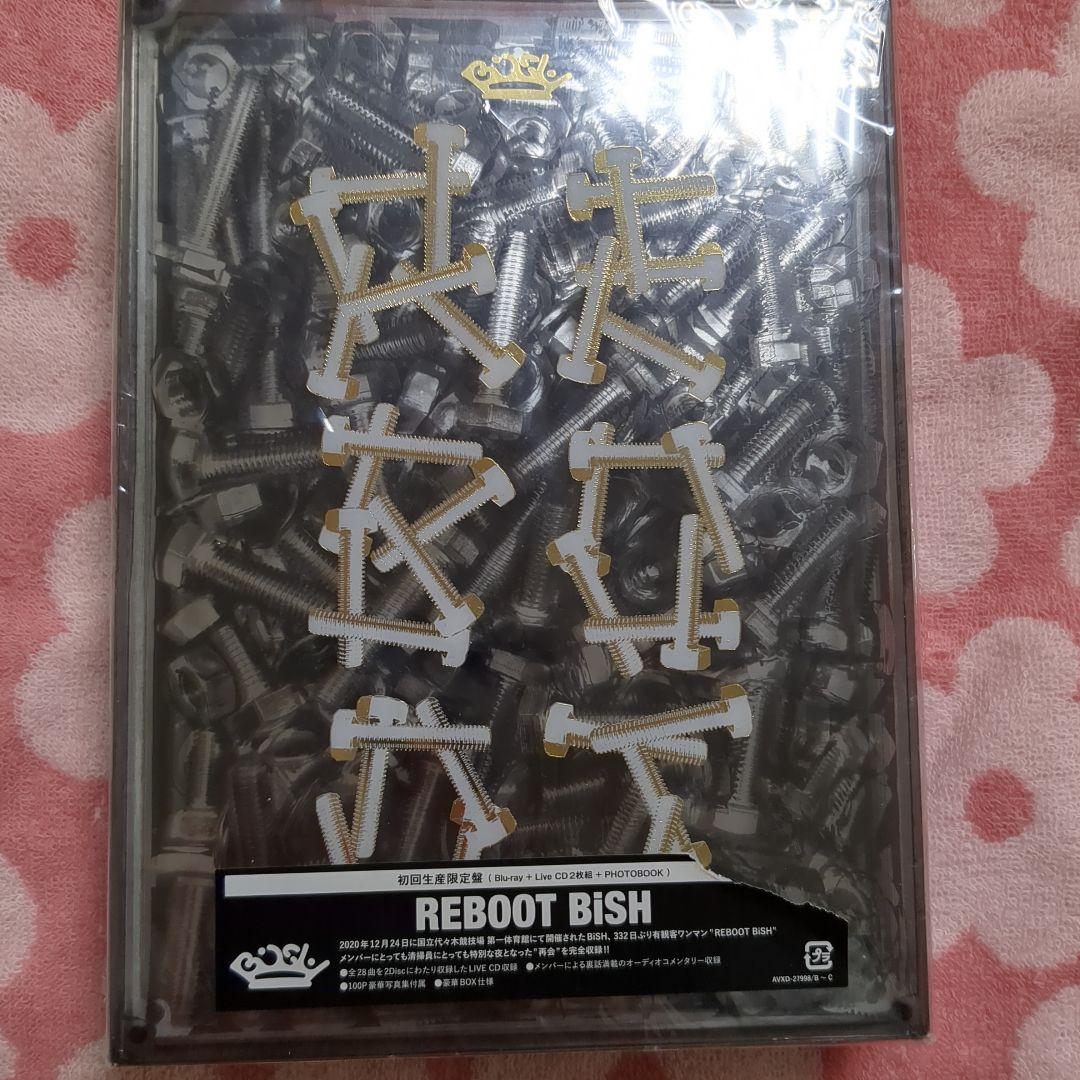 BiSH
RE
BO
OT
初回生産限定盤（Blu-ray + Live CD2枚組 + PHOTOBOOK）
REBOOT BiSH
2020年12月24日に国立代々木競技場 第一体育館にて開催されたBiSH、332日ぶり有観客ワンマン"REBOOT BiSH"
メンバーにとっても清掃員にとっても特別な夜となった"再会"を完全収録!!
●全28曲を2Discにわたり収録したLIVE CD収録 ●メンバーによる裏話満載のオーディオコメンタリー収録
●100P豪華写真集付属 ●豪華BOX仕様
BiSH
AVXD-27998/B～C